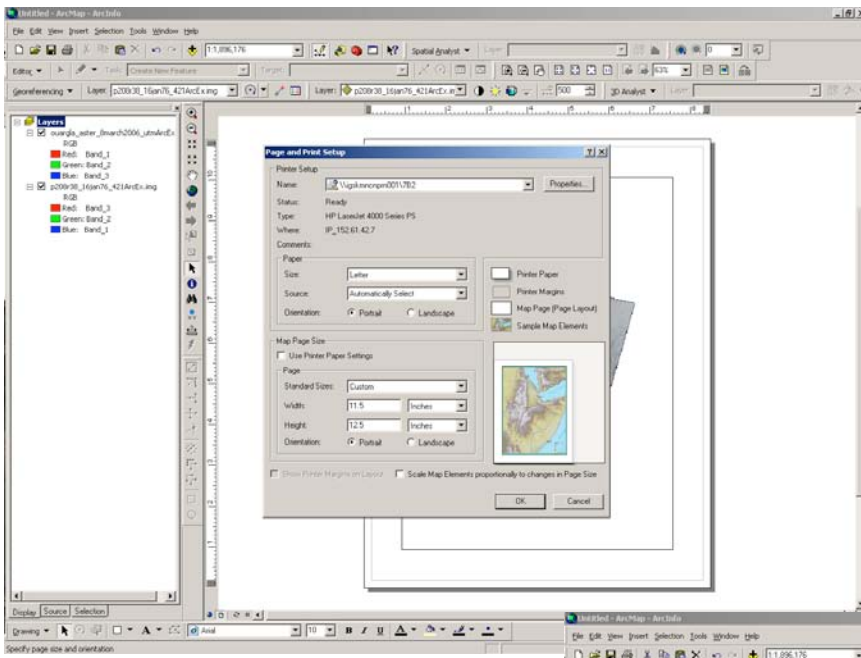 Untitled - ArcMap - ArcInfo
File Edit View Insert Selection Tools Window Help
1:1,896,176
Spatial Analyst
Layer:
0
Editor
Task: Create New Feature
Target:
63%
Georeferencing
Layer: p208r38_16jan76_421ArcEx.img
Layer: p208r38_16jan76_421ArcEx.im
500
3D Analyst
Layer:
Layers
ouargla_aster_8march2006_utmArcEx
RGB
Red: Band_1
Green: Band_2
Blue: Band_3
p208r38_16jan76_421ArcEx.img
RGB
Red: Band_3
Green: Band_2
Blue: Band_1
Page and Print Setup
Printer Setup
Name:
Properties...
Status: Ready
Type: HP LaserJet 4000 Series PS
Where: IP_152.61.42.7
Comments:
Paper
Size: Letter
Source: Automatically Select
Orientation: Portrait Landscape
Printer Paper
Printer Margins
Map Page (Page Layout)
Sample Map Elements
Map Page Size
Use Printer Paper Settings
Page
Standard Sizes: Custom
Width: 11.5 Inches
Height: 12.5 Inches
Orientation: Portrait Landscape
Show Printer Margins on Layout
Scale Map Elements proportionally to changes in Page Size
OK Cancel
Display Source Selection
Drawing
A
Arial
10
B I U A
Specify page size and orientation
Untitled - ArcMap - ArcInfo
File Edit View Insert Selection Tools Window Help
1:1,896,176